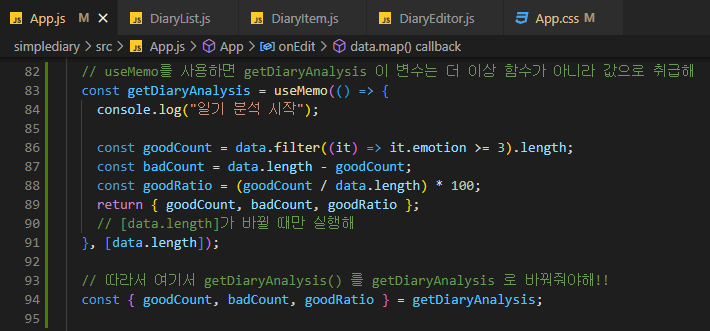 JS App.js M × JS DiaryList.js JS DiaryItem.js JS DiaryEditor.js App.css M
simplediary > src > JS App.js > App > onEdit > data.map() callback
82 // useMemo를 사용하면 getDiaryAnalysis 이 변수는 더 이상 함수가 아니라 값으로 취급해
83 const getDiaryAnalysis = useMemo(() => {
84 console.log("일기 분석 시작");
85
86 const goodCount = data.filter((it) => it.emotion >= 3).length;
87 const badCount = data.length - goodCount;
88 const goodRatio = (goodCount / data.length) * 100;
89 return { goodCount, badCount, goodRatio };
90 // [data.length]가 바뀔 때만 실행해
91 }, [data.length]);
92
93 // 따라서 여기서 getDiaryAnalysis() 를 getDiaryAnalysis 로 바꿔줘야해!!
94 const { goodCount, badCount, goodRatio } = getDiaryAnalysis;
95